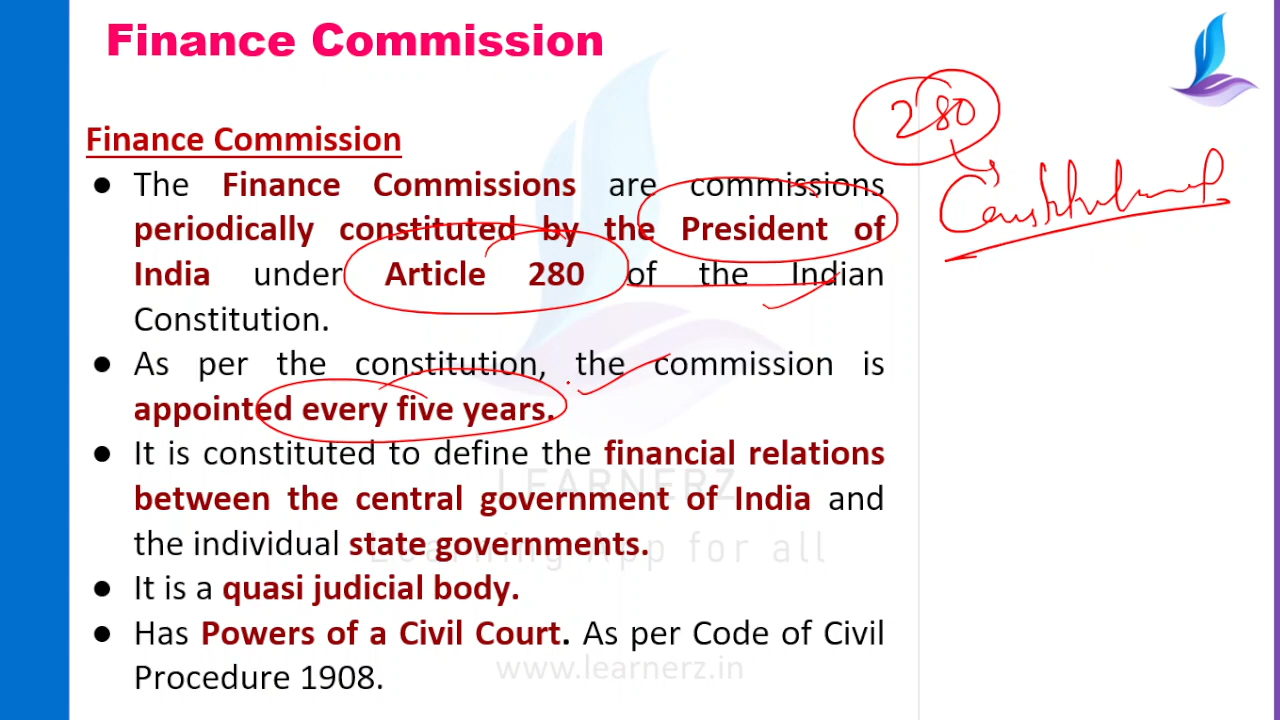 Finance Commission
280
Constitutional
Finance Commission
● The Finance Commissions are commissions
periodically constituted by the President of
India under Article 280 of the Indian
Constitution.
● As per the constitution, the commission is
appointed every five years.
● It is constituted to define the financial relations
between the central government of India and
the individual state governments.
● It is a quasi judicial body.
● Has Powers of a Civil Court. As per Code of Civil
Procedure 1908.
LEARNERZ
Learning App for all
www.learnerz.in